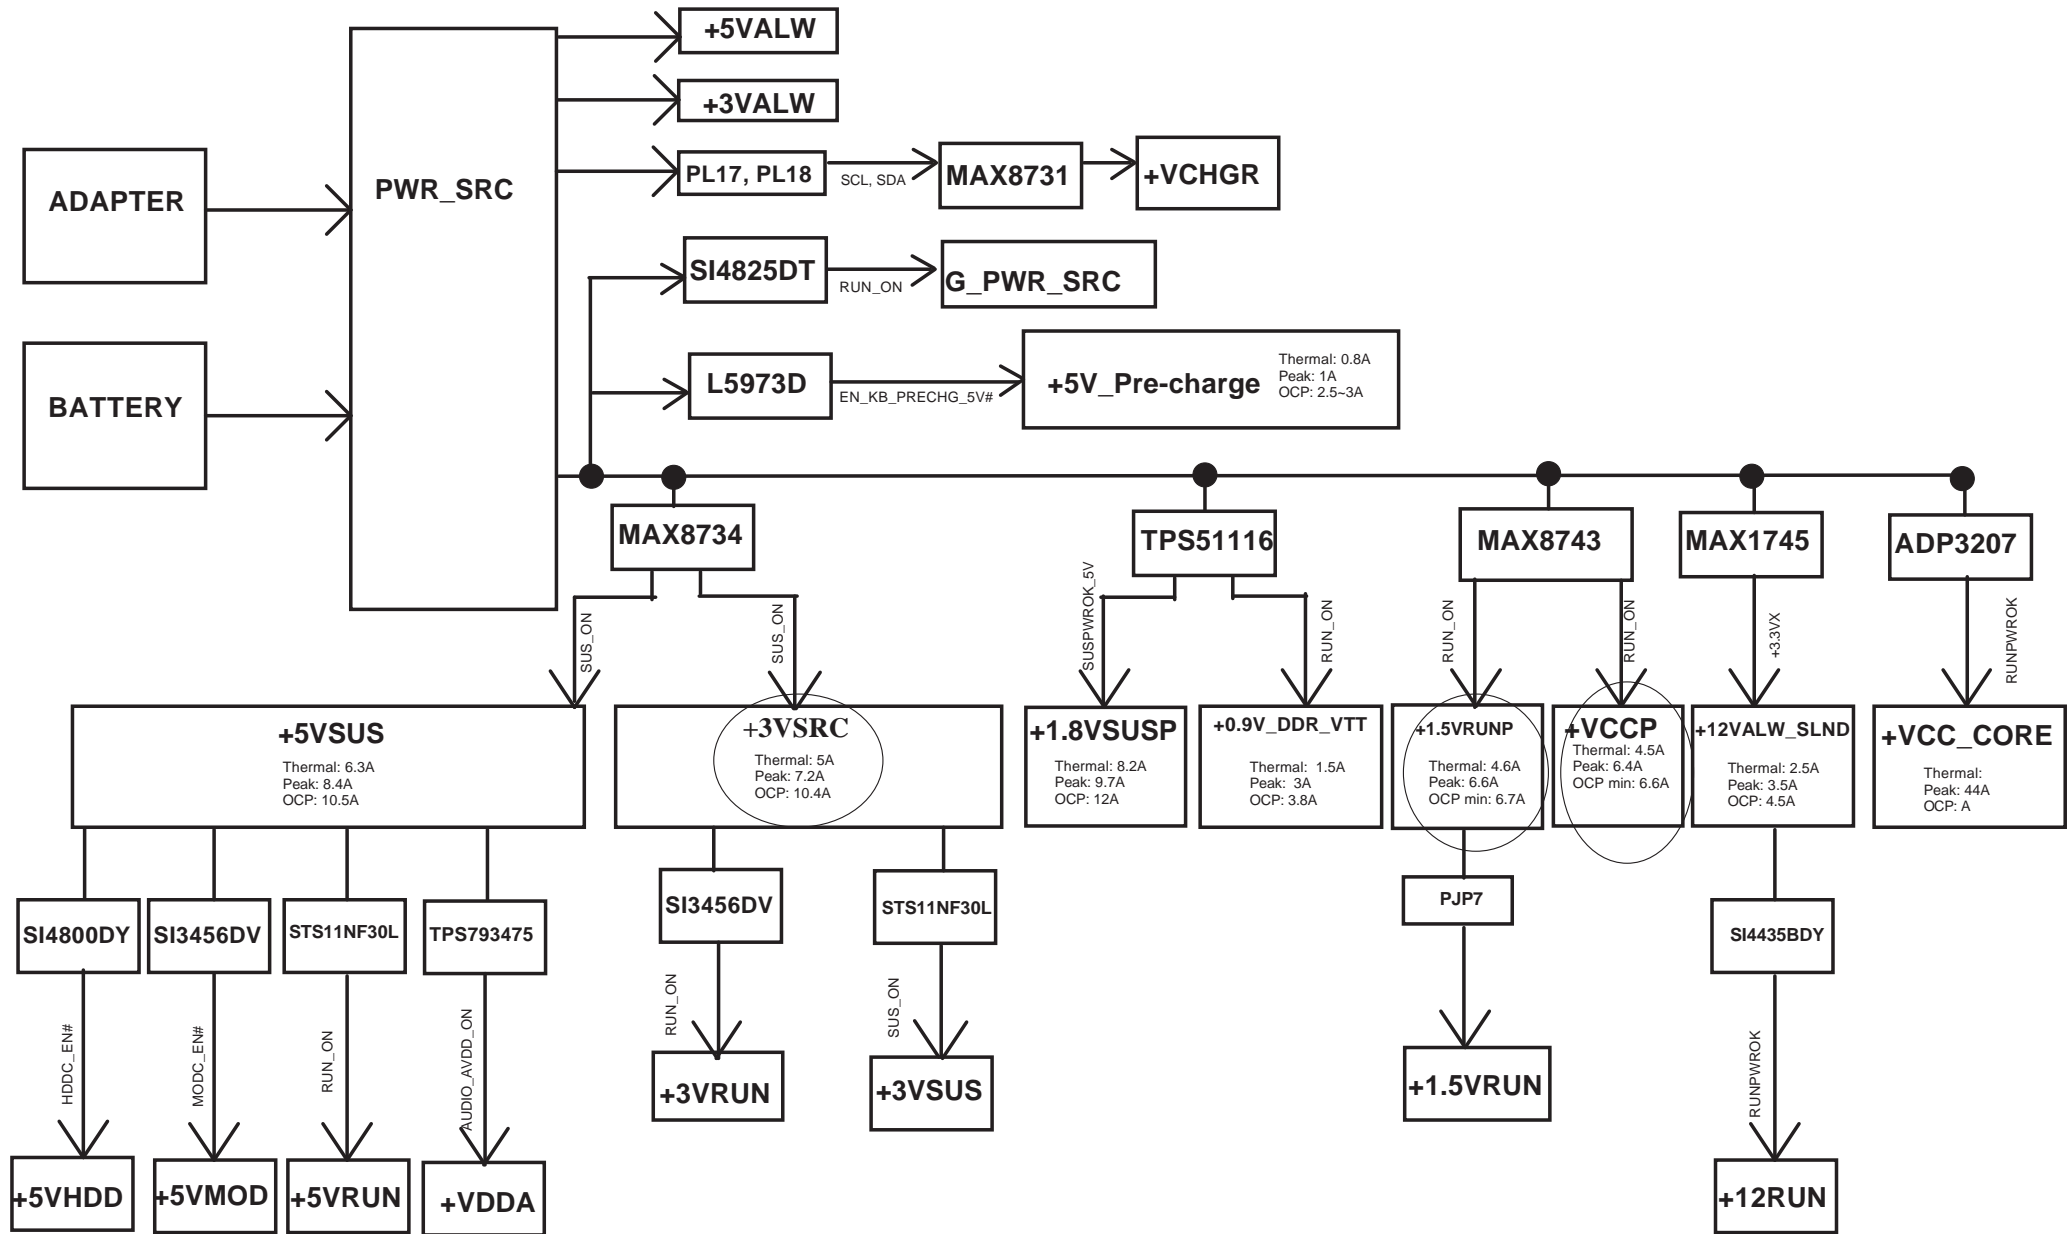 +5VALW
+3VALW
ADAPTER
PWR_SRC
PL17, PL18
SCL, SDA
MAX8731
+VCHGR
SI4825DT
RUN_ON
G_PWR_SRC
BATTERY
L5973D
EN_KB_PRECHG_5V#
+5V_Pre-charge
Thermal: 0.8A
Peak: 1A
OCP: 2.5~3A
MAX8734
TPS51116
MAX8743
MAX1745
ADP3207
SUS_ON
SUS_ON
SUSPWROK_5V
RUN_ON
RUN_ON
RUN_ON
+3.3VX
RUNPWROK
+5VSUS
Thermal: 6.3A
Peak: 8.4A
OCP: 10.5A
+3VSRC
Thermal: 5A
Peak: 7.2A
OCP: 10.4A
+1.8VSUSP
Thermal: 8.2A
Peak: 9.7A
OCP: 12A
+0.9V_DDR_VTT
Thermal: 1.5A
Peak: 3A
OCP: 3.8A
+1.5VRUNP
Thermal: 4.6A
Peak: 6.6A
OCP min: 6.7A
+VCCP
Thermal: 4.5A
Peak: 6.4A
OCP min: 6.6A
+12VALW_SLND
Thermal: 2.5A
Peak: 3.5A
OCP: 4.5A
+VCC_CORE
Thermal:
Peak: 44A
OCP: A
SI4800DY
SI3456DV
STS11NF30L
TPS793475
SI3456DV
STS11NF30L
PJP7
SI4435BDY
HDDC_EN#
MODC_EN#
RUN_ON
AUDIO_AVDD_ON
RUN_ON
SUS_ON
RUNPWROK
+3VRUN
+3VSUS
+1.5VRUN
+5VHDD
+5VMOD
+5VRUN
+VDDA
+12RUN